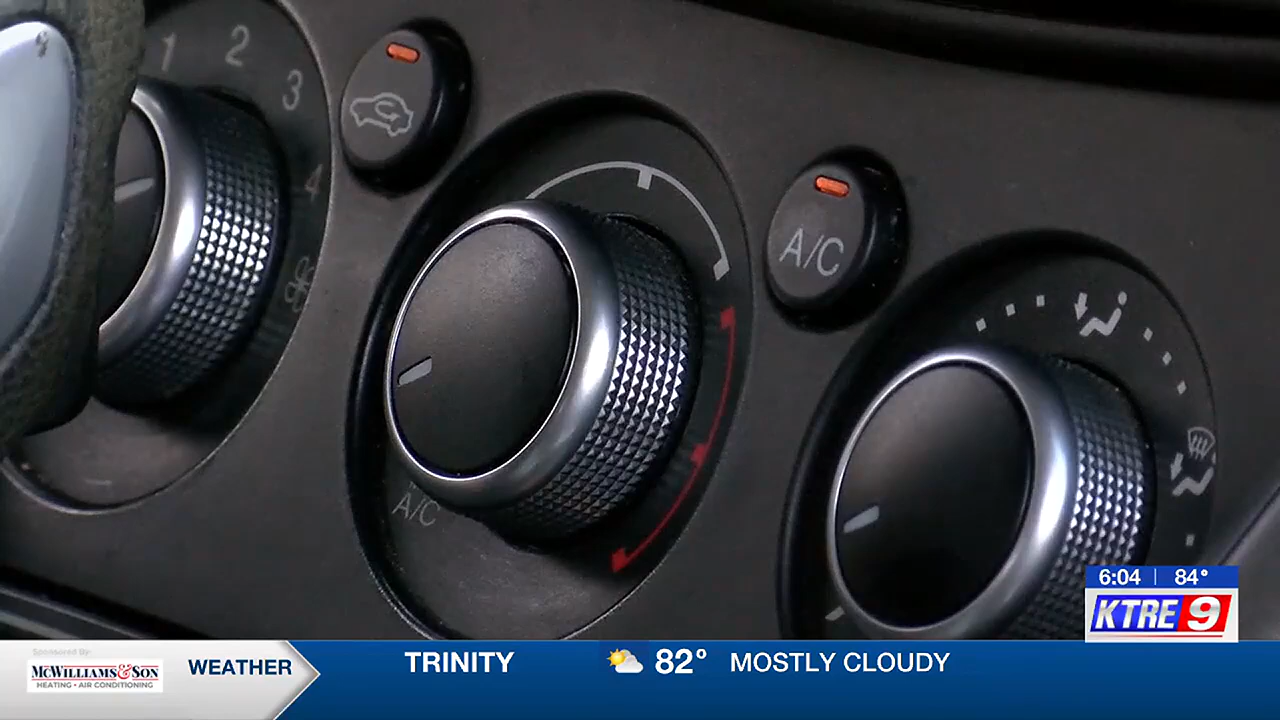 1 2 3 4
A/C
A/C
6:04 | 84°
KTRE 9
Sponsored By:
McWILLIAMS & SON
HEATING • AIR CONDITIONING
WEATHER
TRINITY 82° MOSTLY CLOUDY